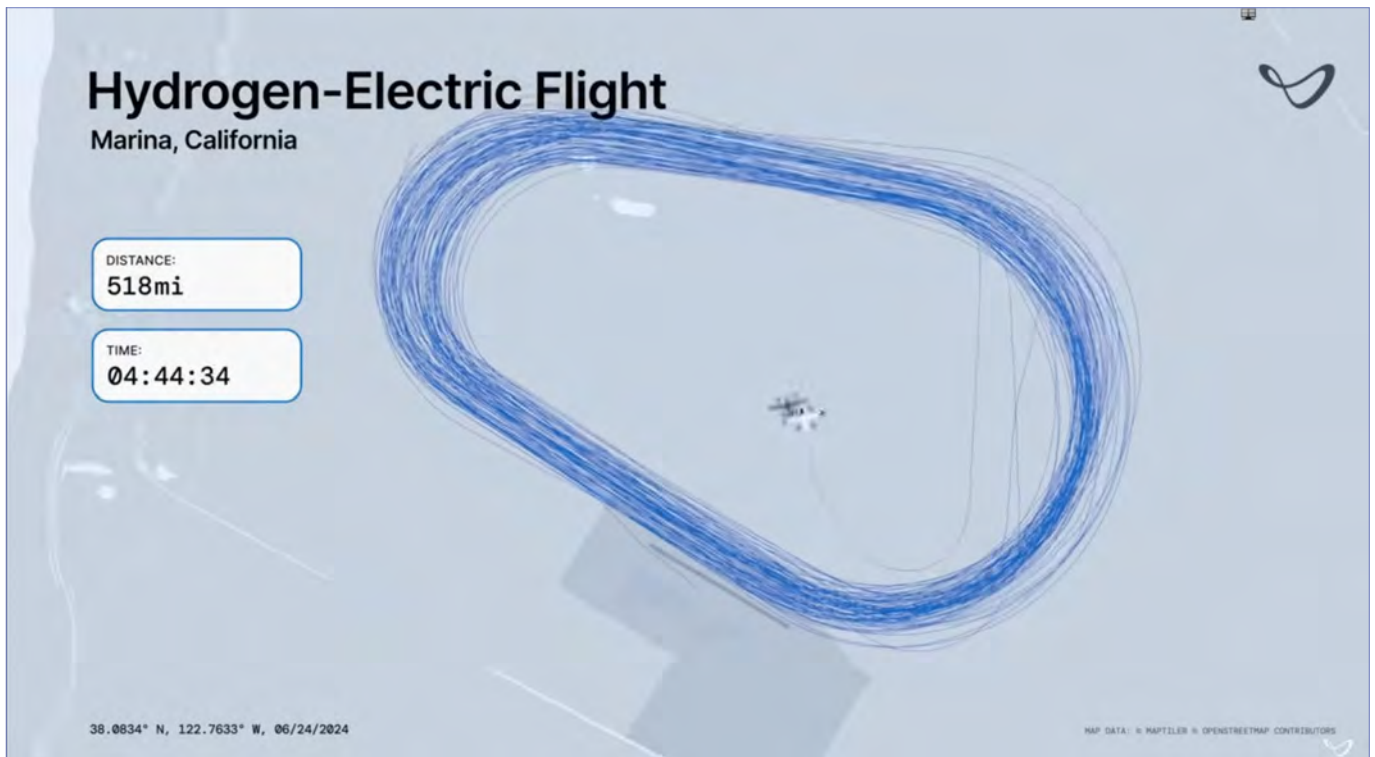 Hydrogen-Electric Flight
Marina, California
DISTANCE:
518mi
TIME:
04:44:34
38.0834° N, 122.7633° W, 06/24/2024
MAP DATA: © MAPTILER © OPENSTREETMAP CONTRIBUTORS